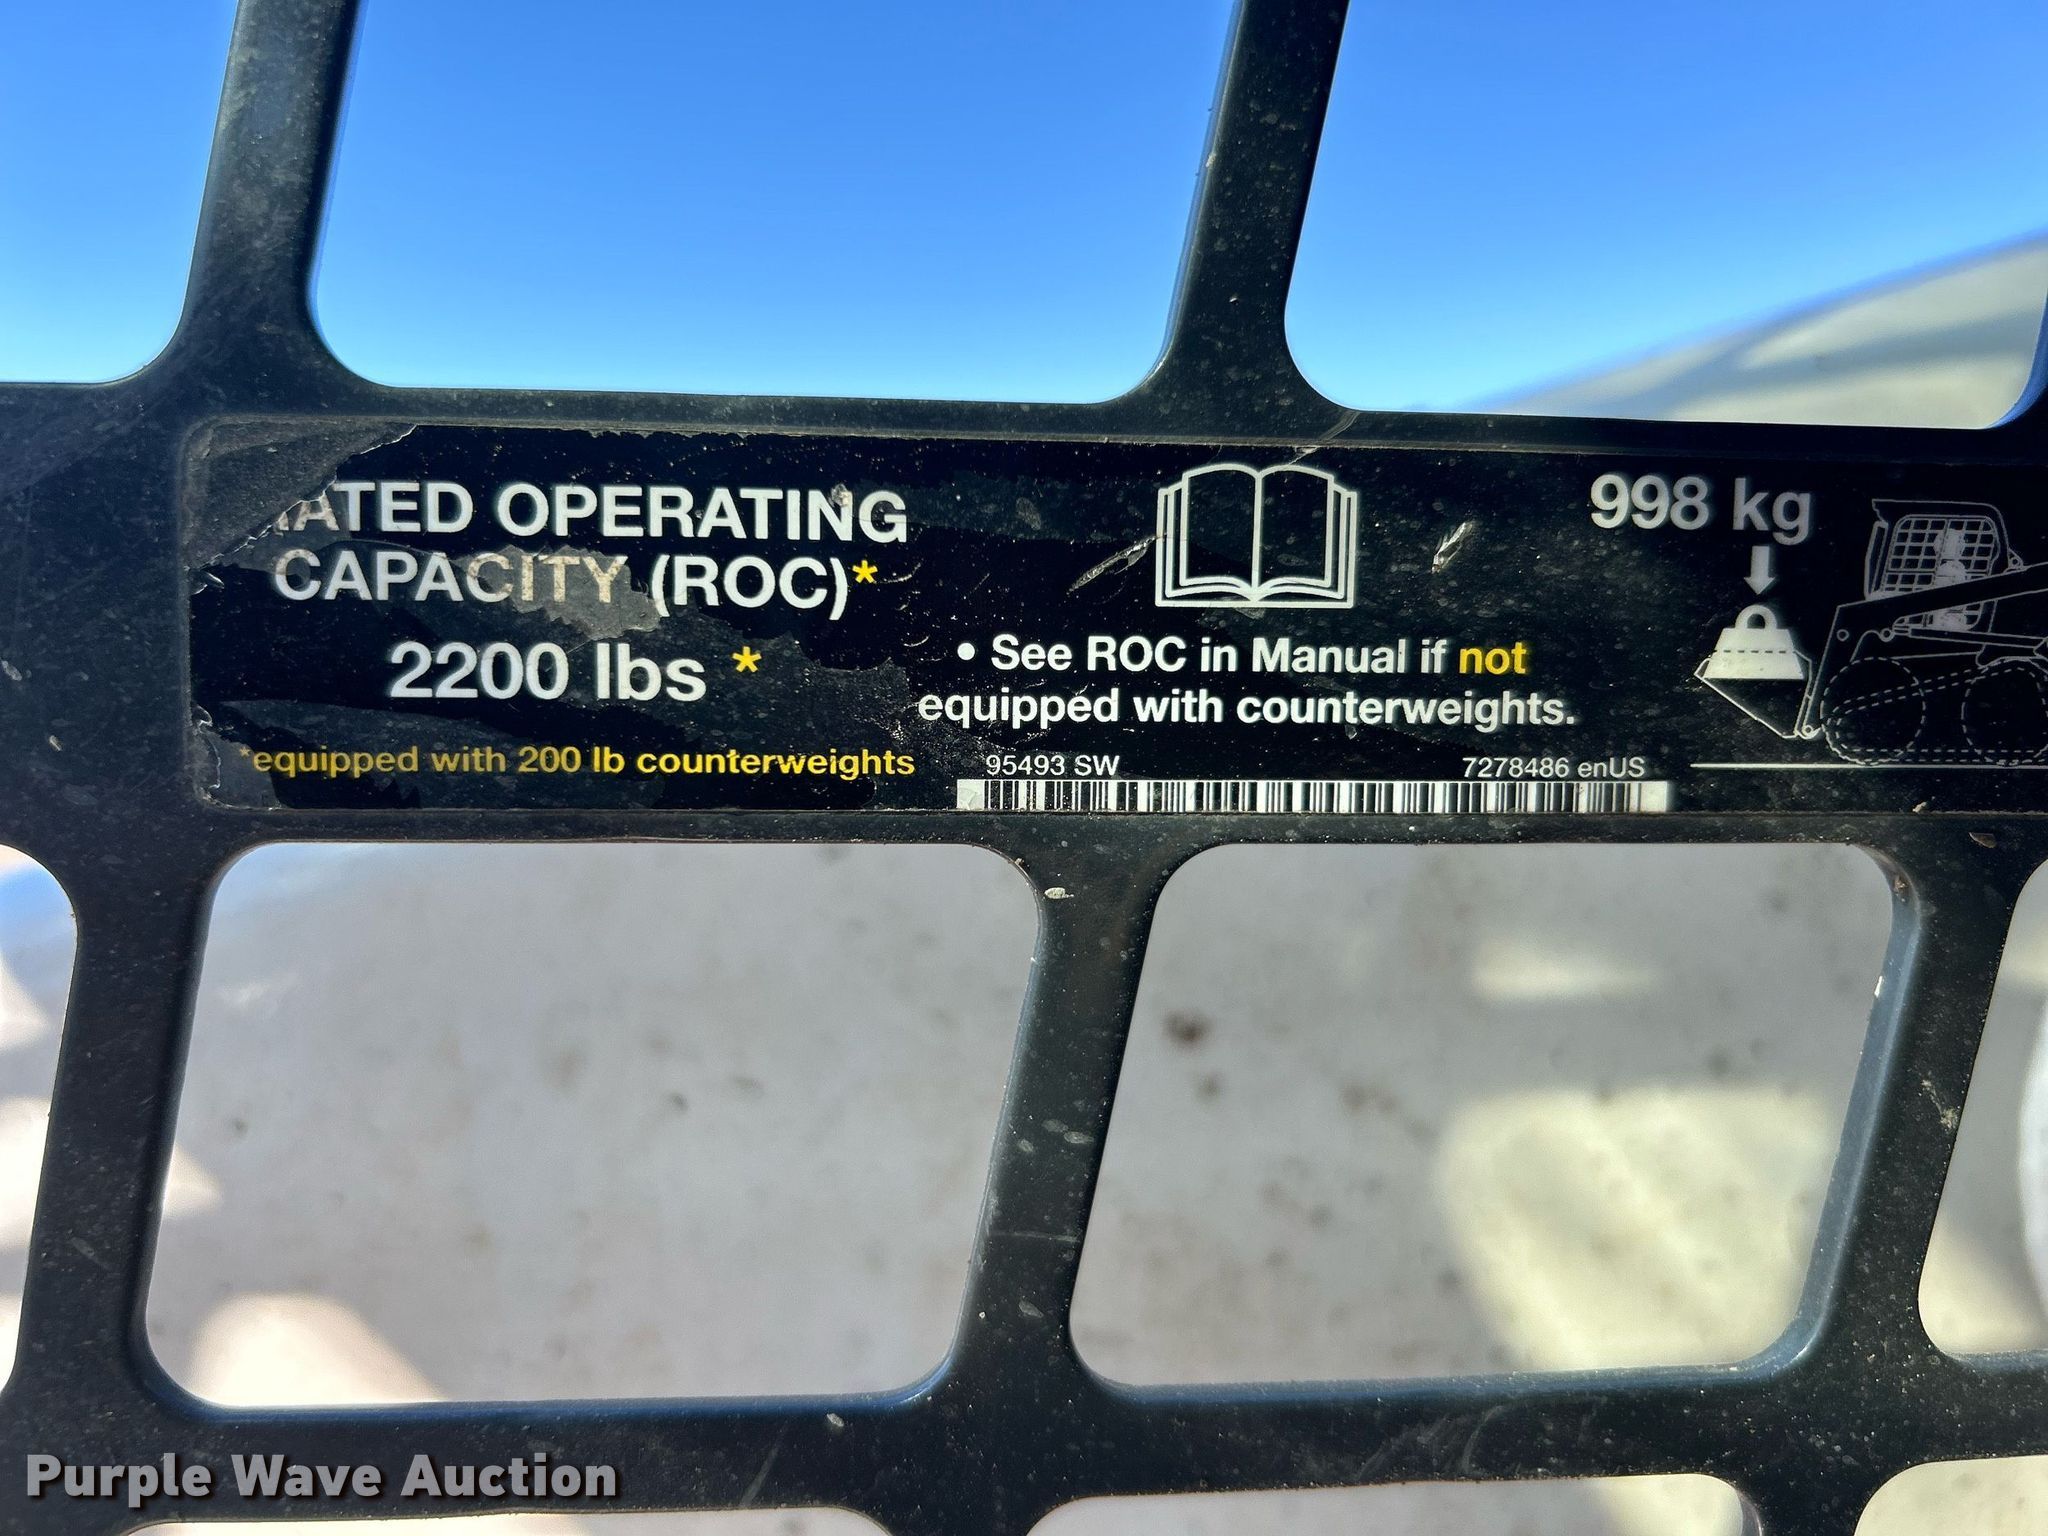 RATED OPERATING
CAPACITY (ROC)*
2200 lbs *
*equipped with 200 lb counterweights
• See ROC in Manual if not
equipped with counterweights.
95493 SW
7278486 enUS
998 kg
Purple Wave Auction